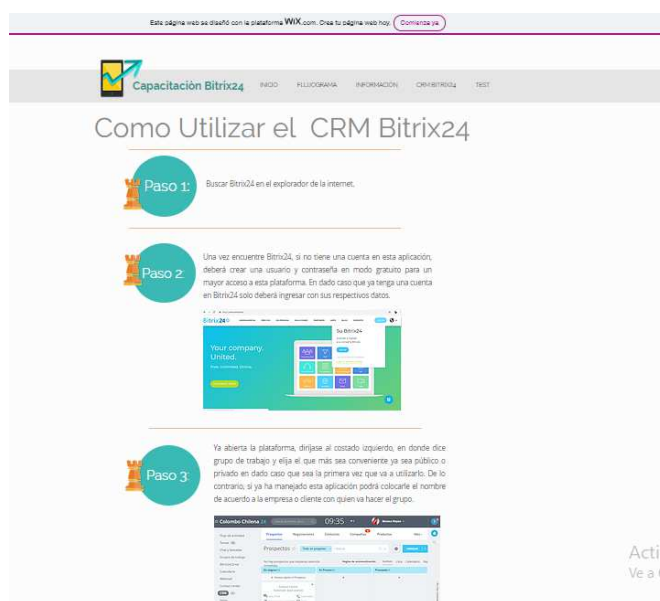 Este página web se diseñó con la plataforma WiX.com. Crea tu página web hoy. Comienza ya
Capacitación Bitrix24 INICIO FLUJOGRAMA INFORMACIÓN CRM BITRIX24 TEST
Como Utilizar el CRM Bitrix24
Paso 1:
Buscar Bitrix24 en el explorador de la internet.
Paso 2:
Una vez encuentre Bitrix24, si no tiene una cuenta en esta aplicación,
deberá crear una usuario y contraseña en modo gratuito para un
mayor acceso a esta plataforma. En dado caso que ya tenga una cuenta
en Bitrix24 solo deberá ingresar con sus respectivos datos.
Bitrix24
Su Bitrix24
Your company.
United.
Paso 3:
Ya abierta la plataforma, diríjase al costado izquierdo, en donde dice
grupo de trabajo y elija el que más sea conveniente ya sea público o
privado en dado caso que sea la primera vez que va a utilizarlo. De lo
contrario, si ya ha manejado esta aplicación podrá colocarle el nombre
de acuerdo a la empresa o cliente con quien va hacer el grupo.
Colombo Chilena 24 09:35
Prospectos
Acti
Ve a